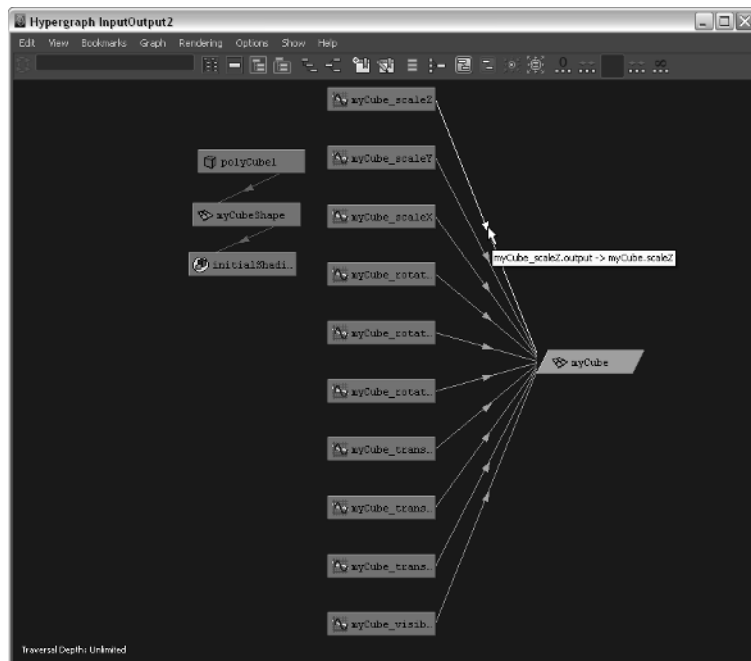 Hypergraph InputOutput2
Edit View Bookmarks Graph Rendering Options Show Help
myCube_scaleZ
polyCube1
myCube_scaleY
myCubeShape
myCube_scaleX
myCube_scaleZ.output -> myCube.scaleZ
initialShadi..
myCube_rotat..
myCube_rotat..
myCube
myCube_rotat..
myCube_trans..
myCube_trans..
myCube_trans..
myCube_visib..
Traversal Depths Unlimited